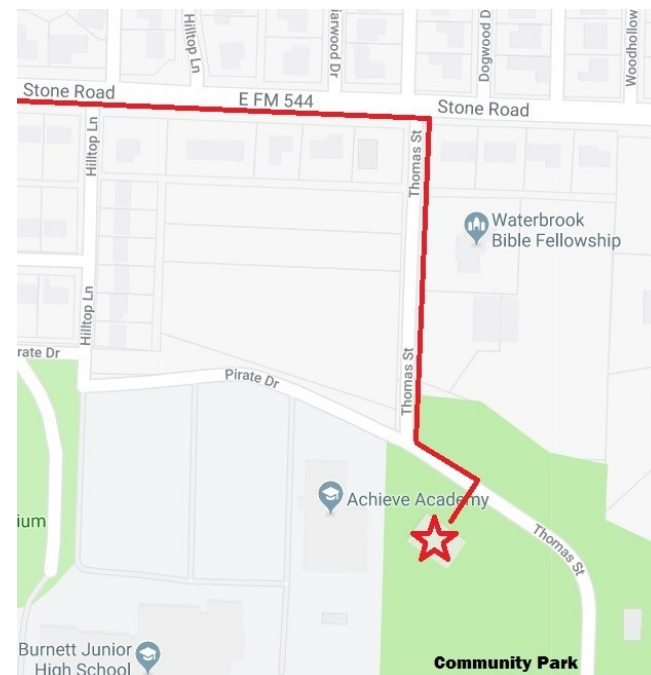 Hilltop Ln
Dogwood D
Woodhollow
Stone Road
E FM 544
Stone Road
Hilltop Ln
Thomas St
Waterbrook
Bible Fellowship
Hilltop Ln
rate Dr
Pirate Dr
Thomas St
Achieve Academy
Thomas St
ium
Burnett Junior
High School
Community Park